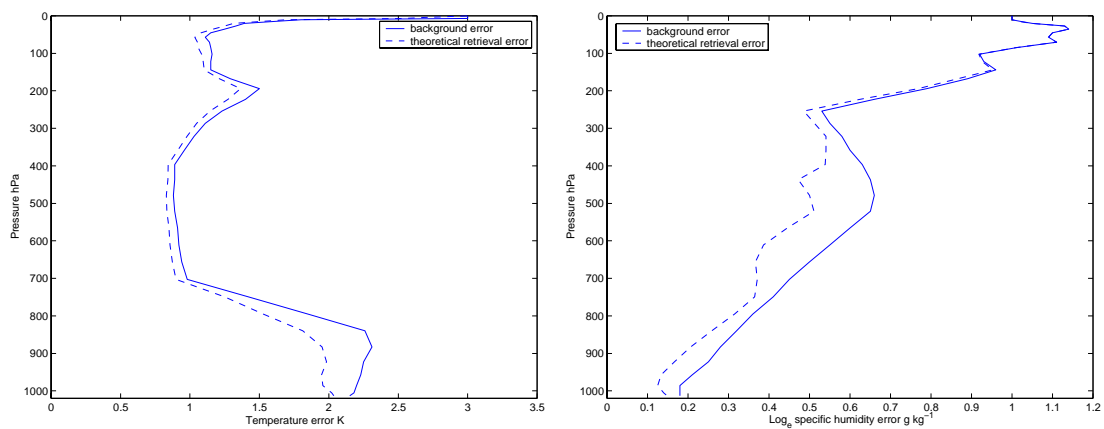 0
100
200
300
400
500
600
700
800
900
1000
Pressure hPa
0 0.5 1 1.5 2 2.5 3 3.5
Temperature error K
background error
theoretical retrieval error
0
100
200
300
400
500
600
700
800
900
1000
Pressure hPa
0 0.1 0.2 0.3 0.4 0.5 0.6 0.7 0.8 0.9 1 1.1 1.2
Log_e specific humidity error g kg⁻¹
background error
theoretical retrieval error